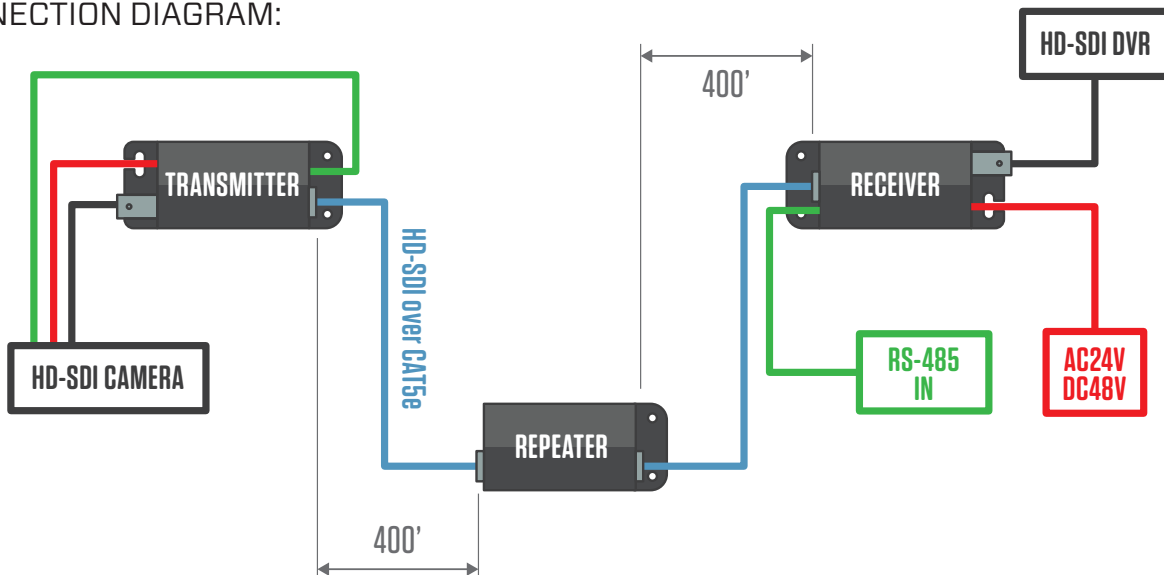 NECTION DIAGRAM:
HD-SDI DVR
400'
TRANSMITTER
RECEIVER
HD-SDI over CAT5e
HD-SDI CAMERA
RS-485
IN
AC24V
DC48V
REPEATER
400'